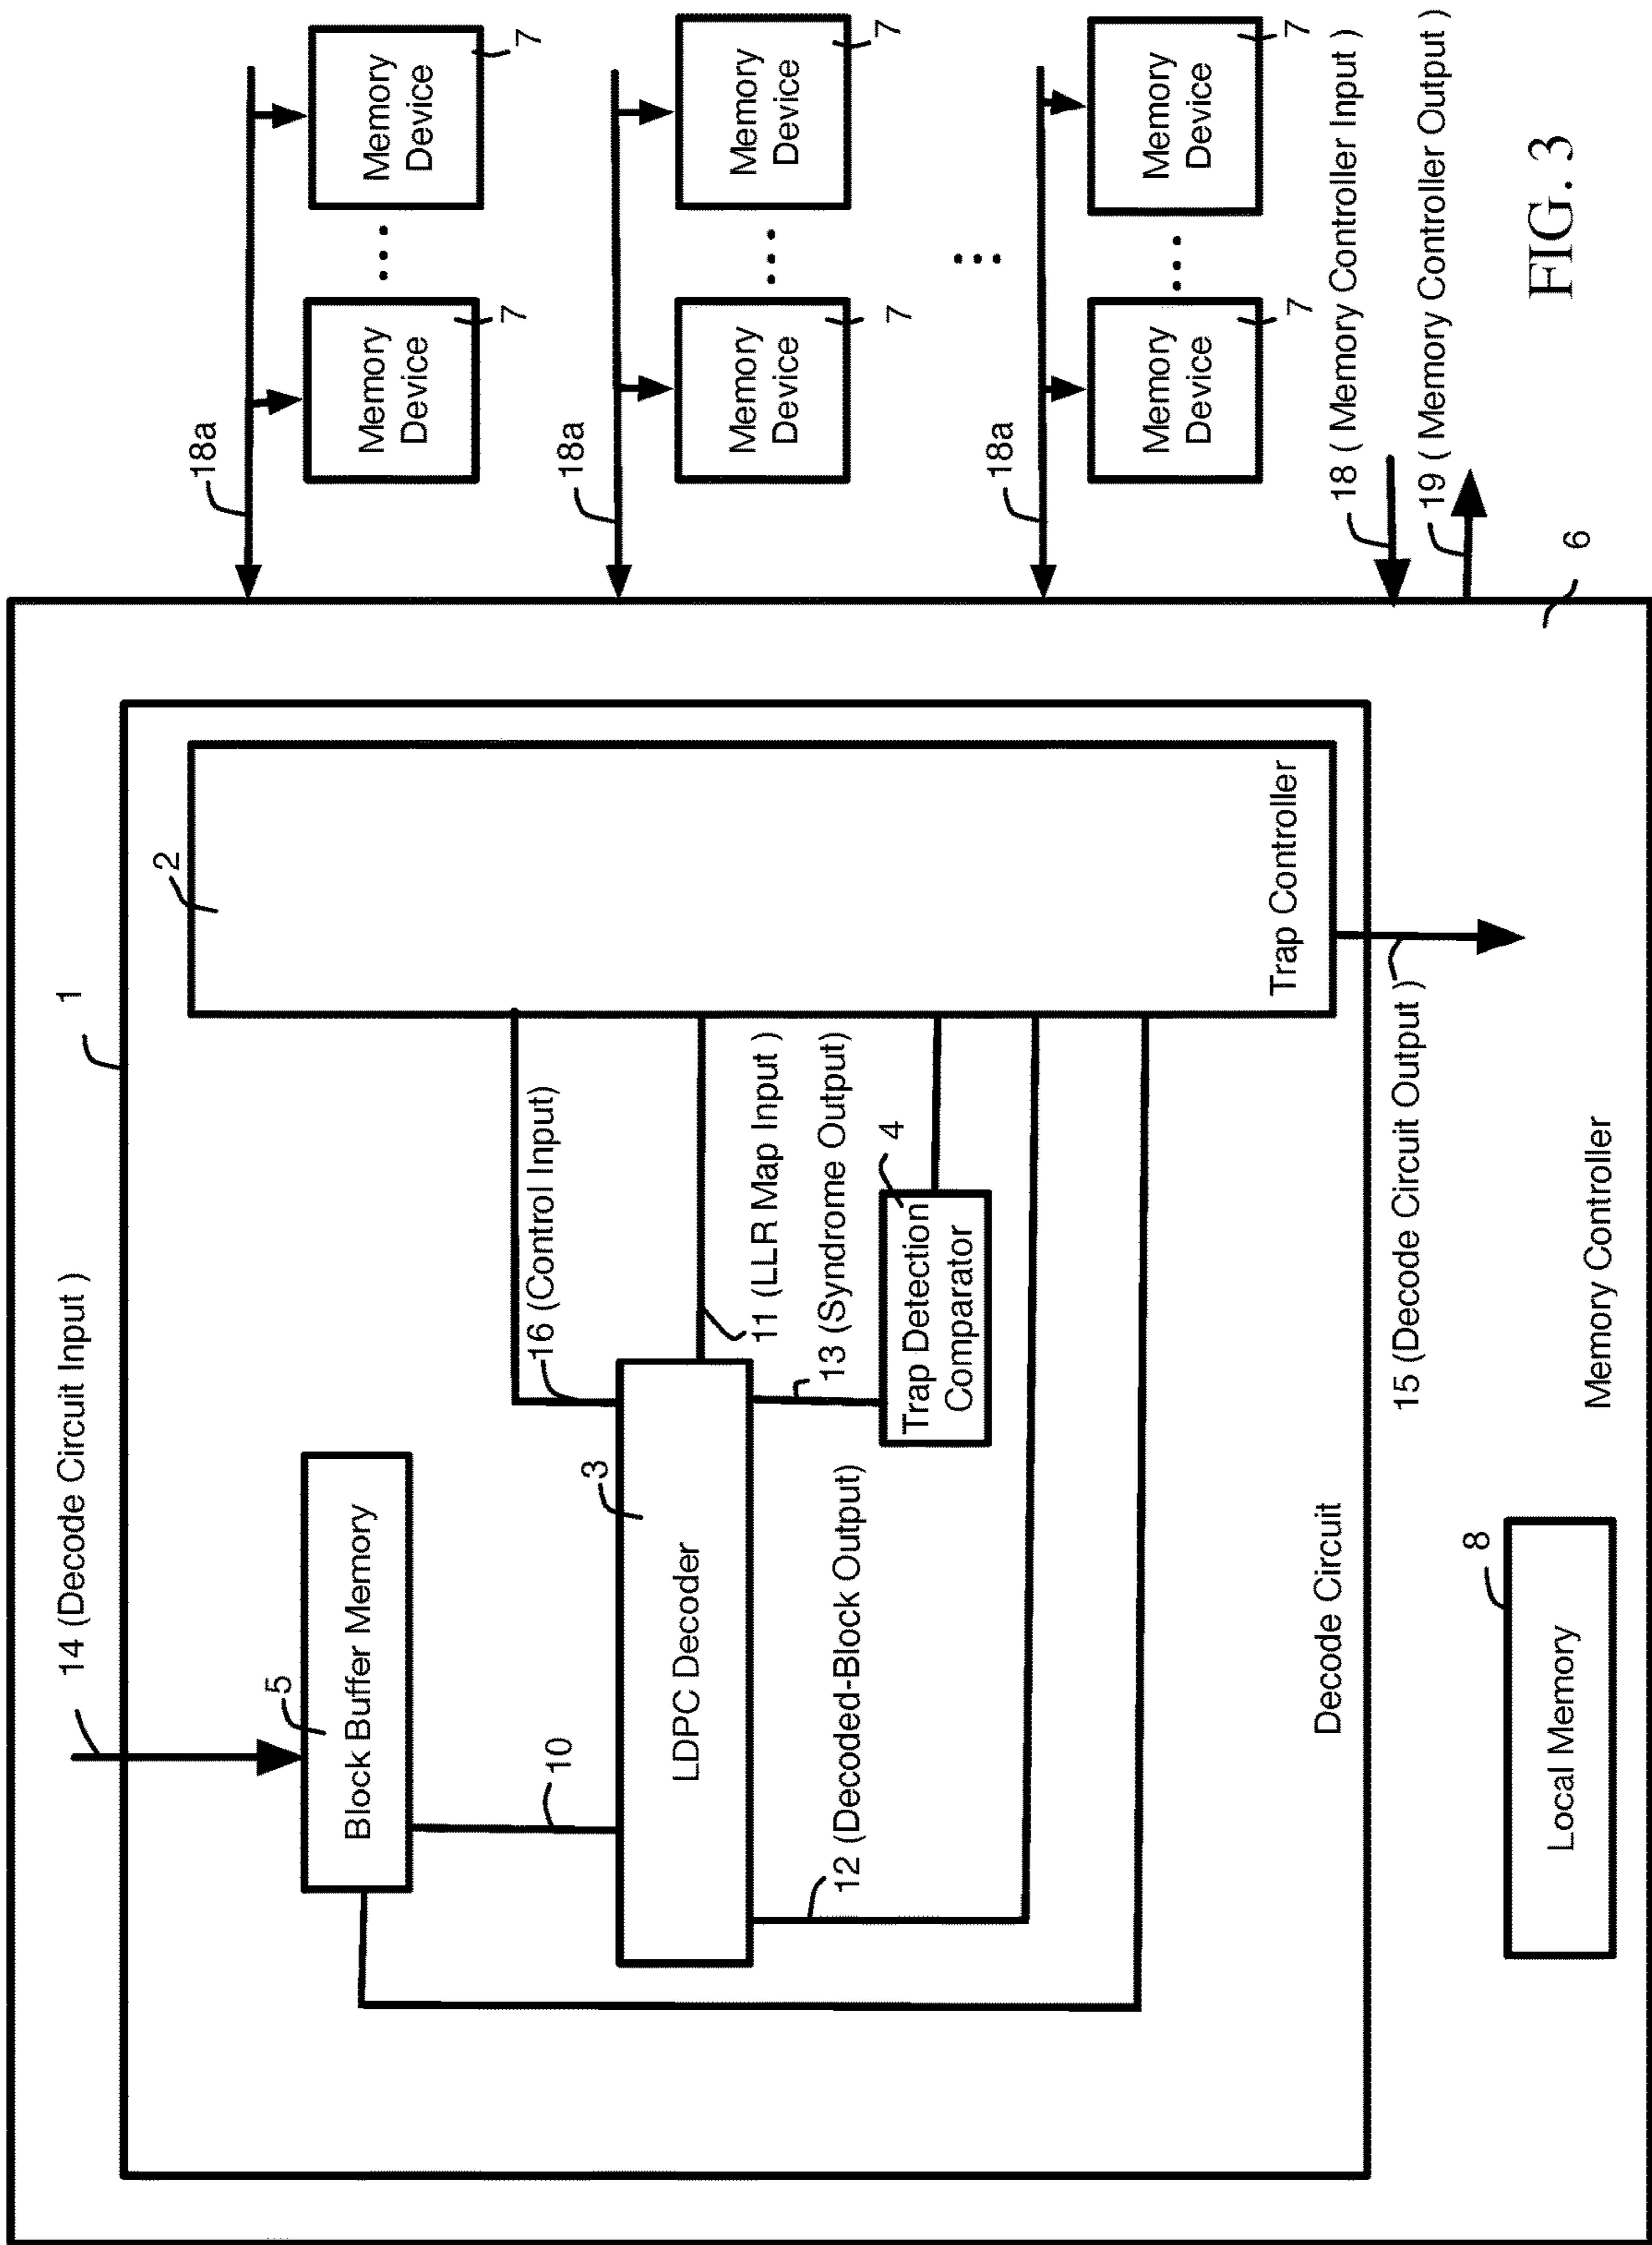 14 (Decode Circuit Input )
1
5
Block Buffer Memory
10
16 (Control Input)
3
LDPC Decoder
11 (LLR Map Input )
13 (Syndrome Output)
12 (Decoded-Block Output)
4
Trap Detection
Comparator
2
Trap Controller
Decode Circuit
15 (Decode Circuit Output )
8
Local Memory
Memory Controller
6
18a
Memory
Device
7
...
Memory
Device
7
18a
Memory
Device
7
...
Memory
Device
7
...
18a
Memory
Device
7
...
Memory
Device
7
18 ( Memory Controller Input )
19 ( Memory Controller Output )
FIG. 3